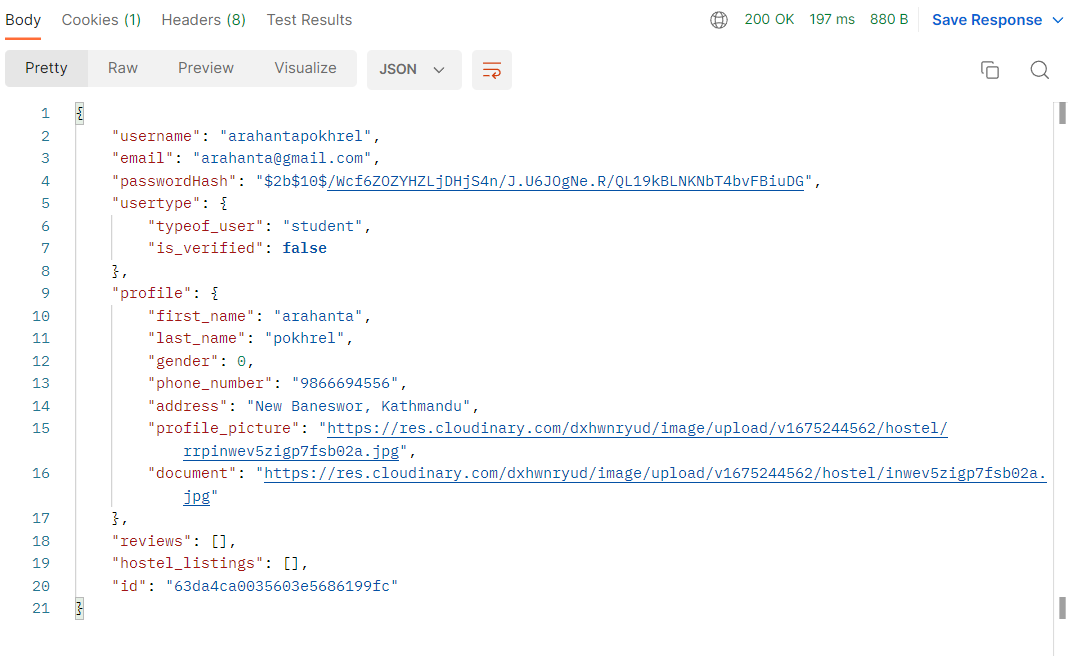 Body Cookies (1) Headers (8) Test Results 200 OK 197 ms 880 B Save Response
Pretty Raw Preview Visualize JSON
1 {
2 "username": "arahantapokhrel",
3 "email": "arahanta@gmail.com",
4 "passwordHash": "$2b$10$/Wcf6ZOZYHZLjDHjS4n/J.U6JOgNe.R/QL19kBLNKNbT4bvFBiuDG",
5 "usertype": {
6 "typeof_user": "student",
7 "is_verified": false
8 },
9 "profile": {
10 "first_name": "arahanta",
11 "last_name": "pokhrel",
12 "gender": 0,
13 "phone_number": "9866694556",
14 "address": "New Baneswor, Kathmandu",
15 "profile_picture": "https://res.cloudinary.com/dxhwnryud/image/upload/v1675244562/hostel/
rrpinwev5zigp7fsb02a.jpg",
16 "document": "https://res.cloudinary.com/dxhwnryud/image/upload/v1675244562/hostel/inwev5zigp7fsb02a.
jpg"
17 },
18 "reviews": [],
19 "hostel_listings": [],
20 "id": "63da4ca0035603e5686199fc"
21 }